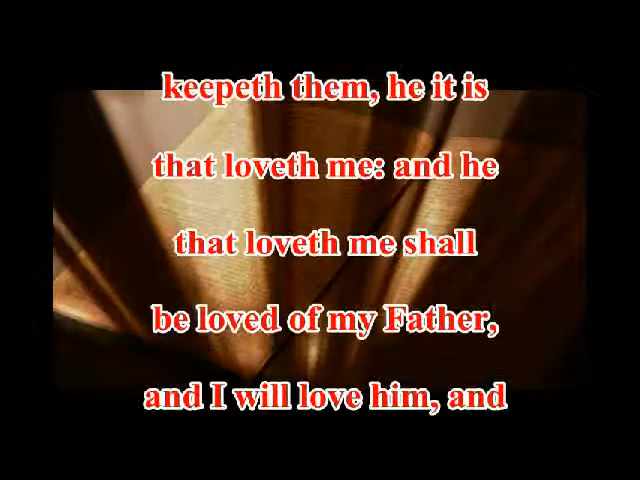 keepeth them, he it is
that loveth me: and he
that loveth me shall
be loved of my Father,
and I will love him, and